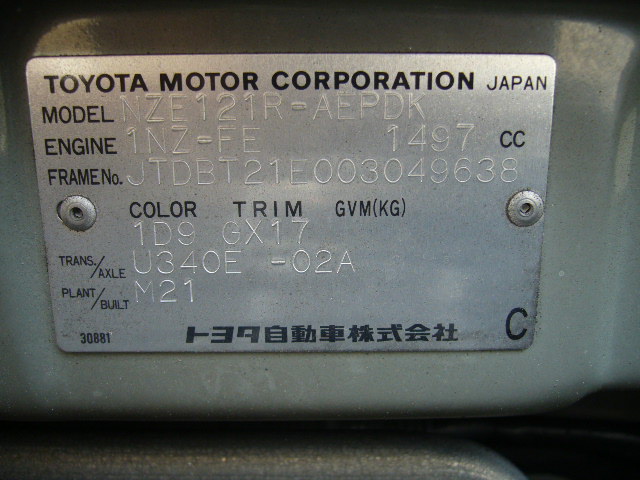 TOYOTA MOTOR CORPORATION JAPAN
MODEL NZE121R-AEPDK
ENGINE 1NZ-FE 1497 CC
FRAME No. JTDBT21E003049638
COLOR TRIM GVM(KG)
1D9 GX17
TRANS./AXLE U340E -02A
PLANT/BUILT M21
30881 トヨタ自動車株式会社 C